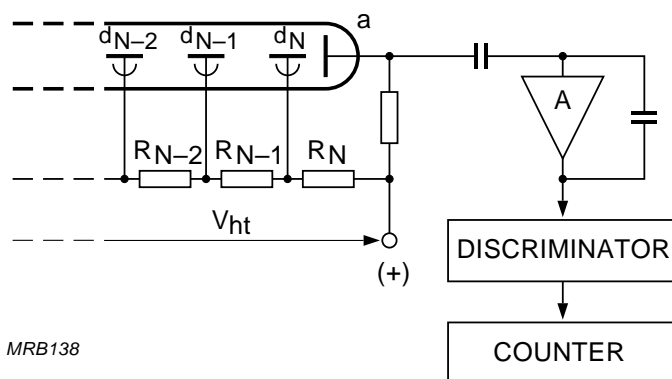 a
dN–2 dN–1 dN
A
RN–2 RN–1 RN
Vht
(+)
DISCRIMINATOR
COUNTER
MRB138